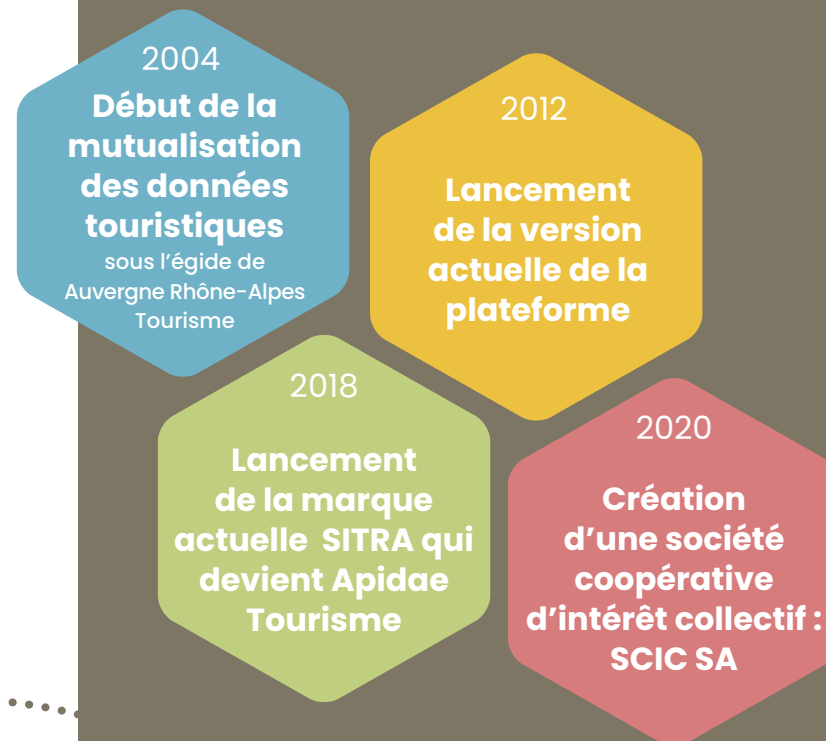 2004
Début de la
mutualisation
des données
touristiques
sous l'égide de
Auvergne Rhône-Alpes
Tourisme
2012
Lancement
de la version
actuelle de la
plateforme
2018
Lancement
de la marque
actuelle SITRA qui
devient Apidae
Tourisme
2020
Création
d'une société
coopérative
d'intérêt collectif :
SCIC SA